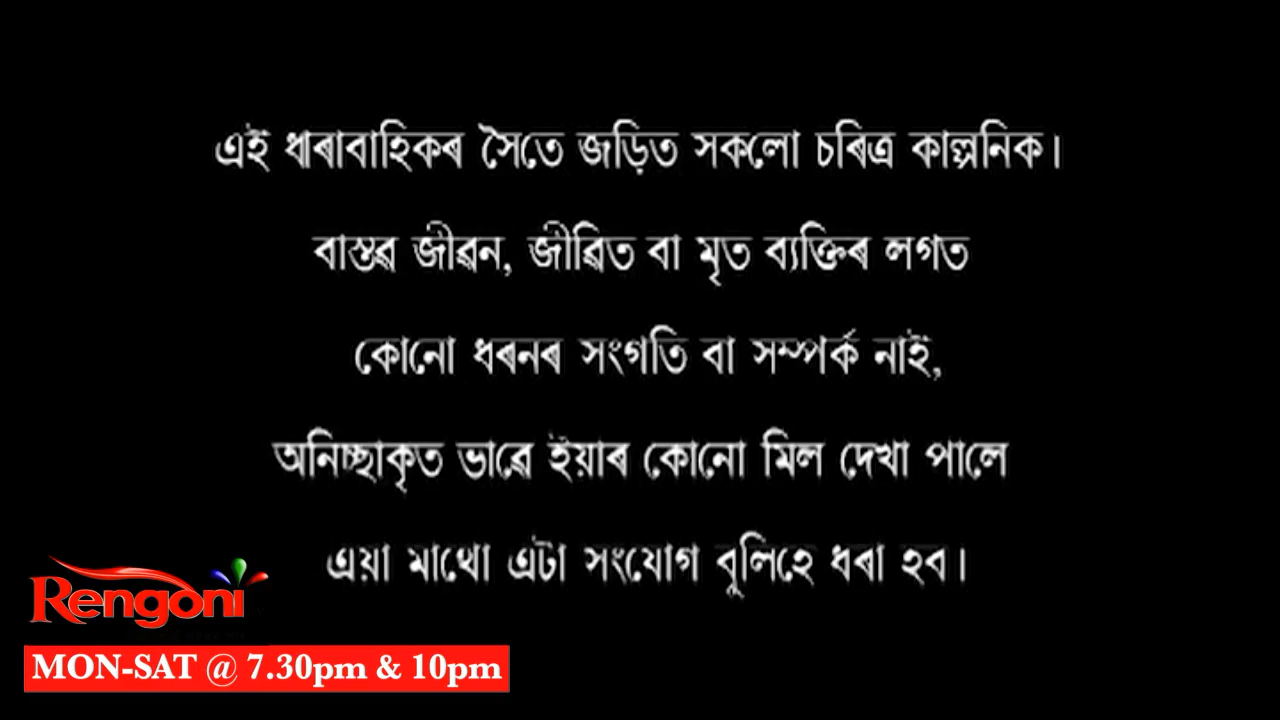 এই ধাৰাবাহিকৰ সৈতে জড়িত সকলো চৰিত্ৰ কাল্পনিক।
বাস্তৱ জীৱন, জীৱিত বা মৃত ব্যক্তিৰ লগত
কোনো ধৰনৰ সংগতি বা সম্পৰ্ক নাই,
অনিচ্ছাকৃত ভাৱে ইয়াৰ কোনো মিল দেখা পালে
এয়া মাথো এটা সংযোগ বুলিহে ধৰা হব।
Rengoni
MON-SAT @ 7.30pm & 10pm